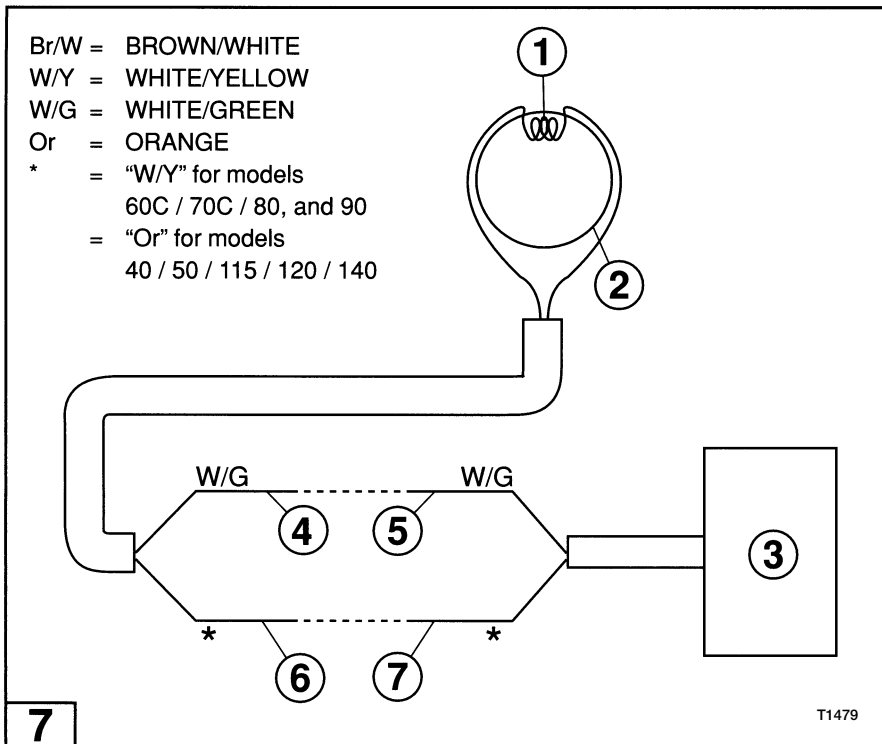 Br/W = BROWN/WHITE
W/Y = WHITE/YELLOW
W/G = WHITE/GREEN
Or = ORANGE
* = “W/Y” for models
60C / 70C / 80, and 90
= “Or” for models
40 / 50 / 115 / 120 / 140
1
2
W/G W/G
4 5
3
* *
6 7
7
T1479